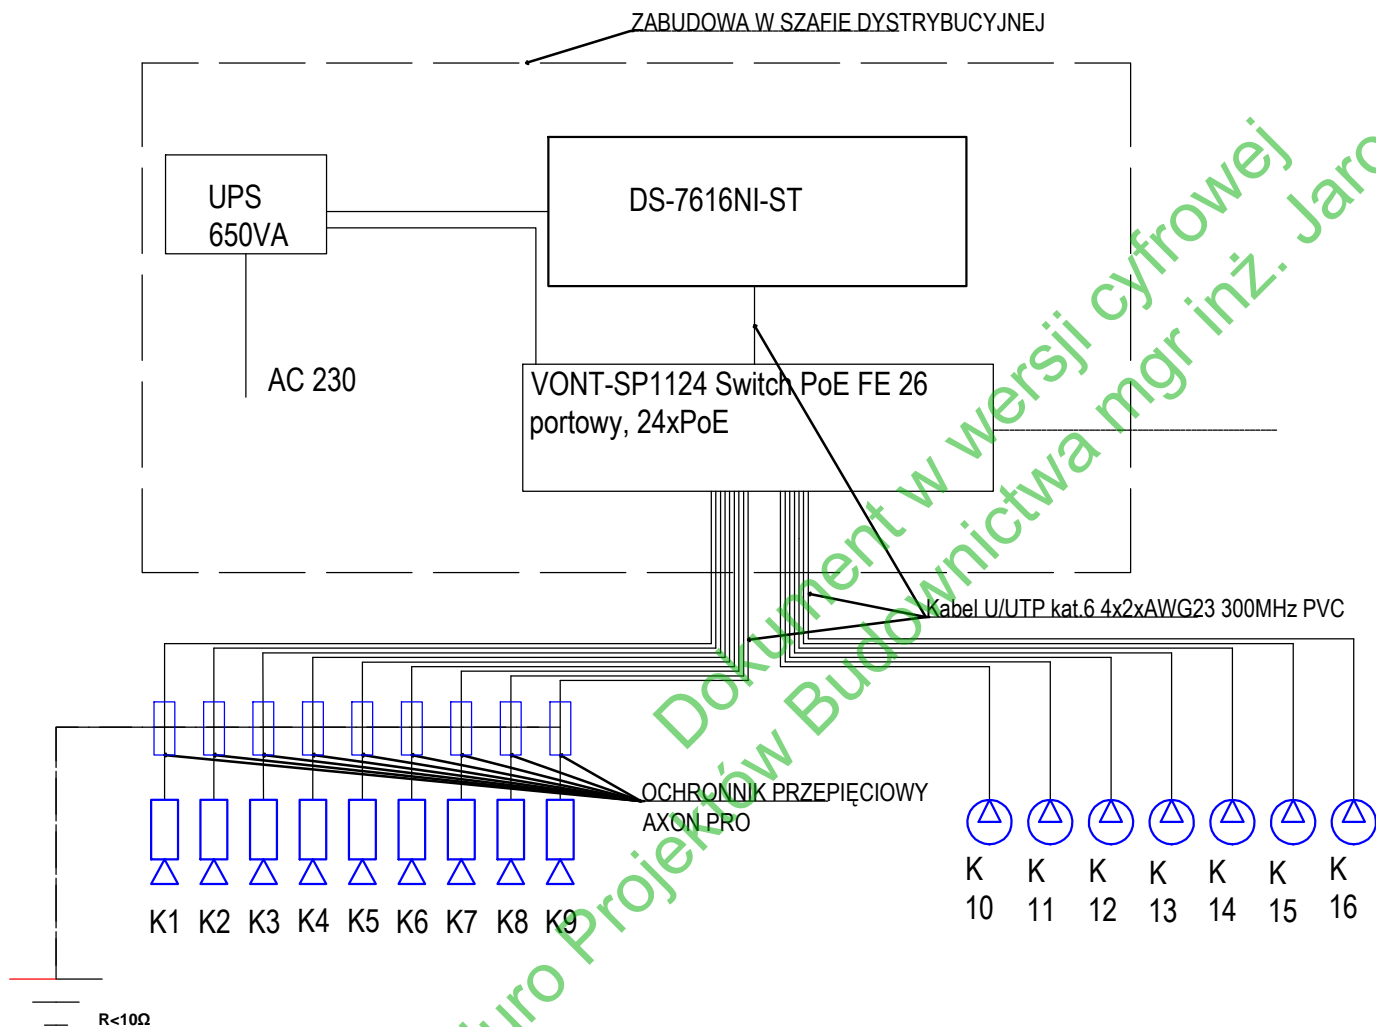 ZABUDOWA W SZAFIE DYSTRYBUCYJNEJ
UPS
650VA
DS-7616NI-ST
AC 230
VONT-SP1124 Switch PoE FE 26
portowy, 24xPoE
Kabel U/UTP kat.6 4x2xAWG23 300MHz PVC
OCHRONNIK PRZEPIĘCIOWY
AXON PRO
K1 K2 K3 K4 K5 K6 K7 K8 K9
K K K K K K K
10 11 12 13 14 15 16
R<10Ω
Dokument w wersji cyfrowej
iuro Projektów Budownictwa mgr inż. Jaro